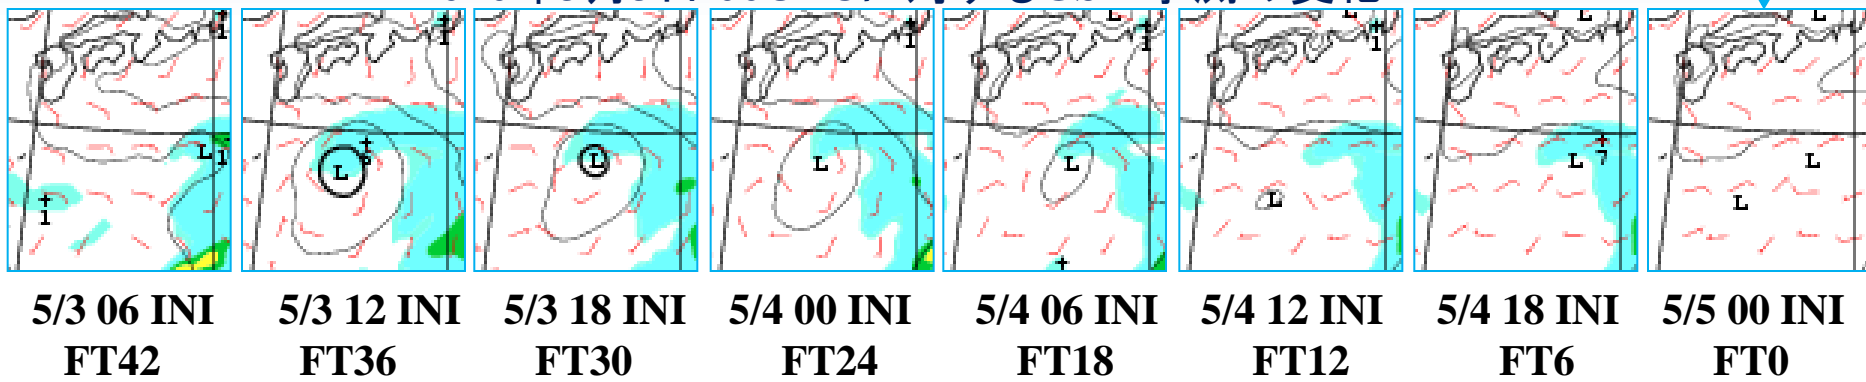 5/3 06 INI
FT42
5/3 12 INI
FT36
5/3 18 INI
FT30
5/4 00 INI
FT24
5/4 06 INI
FT18
5/4 12 INI
FT12
5/4 18 INI
FT6
5/5 00 INI
FT0